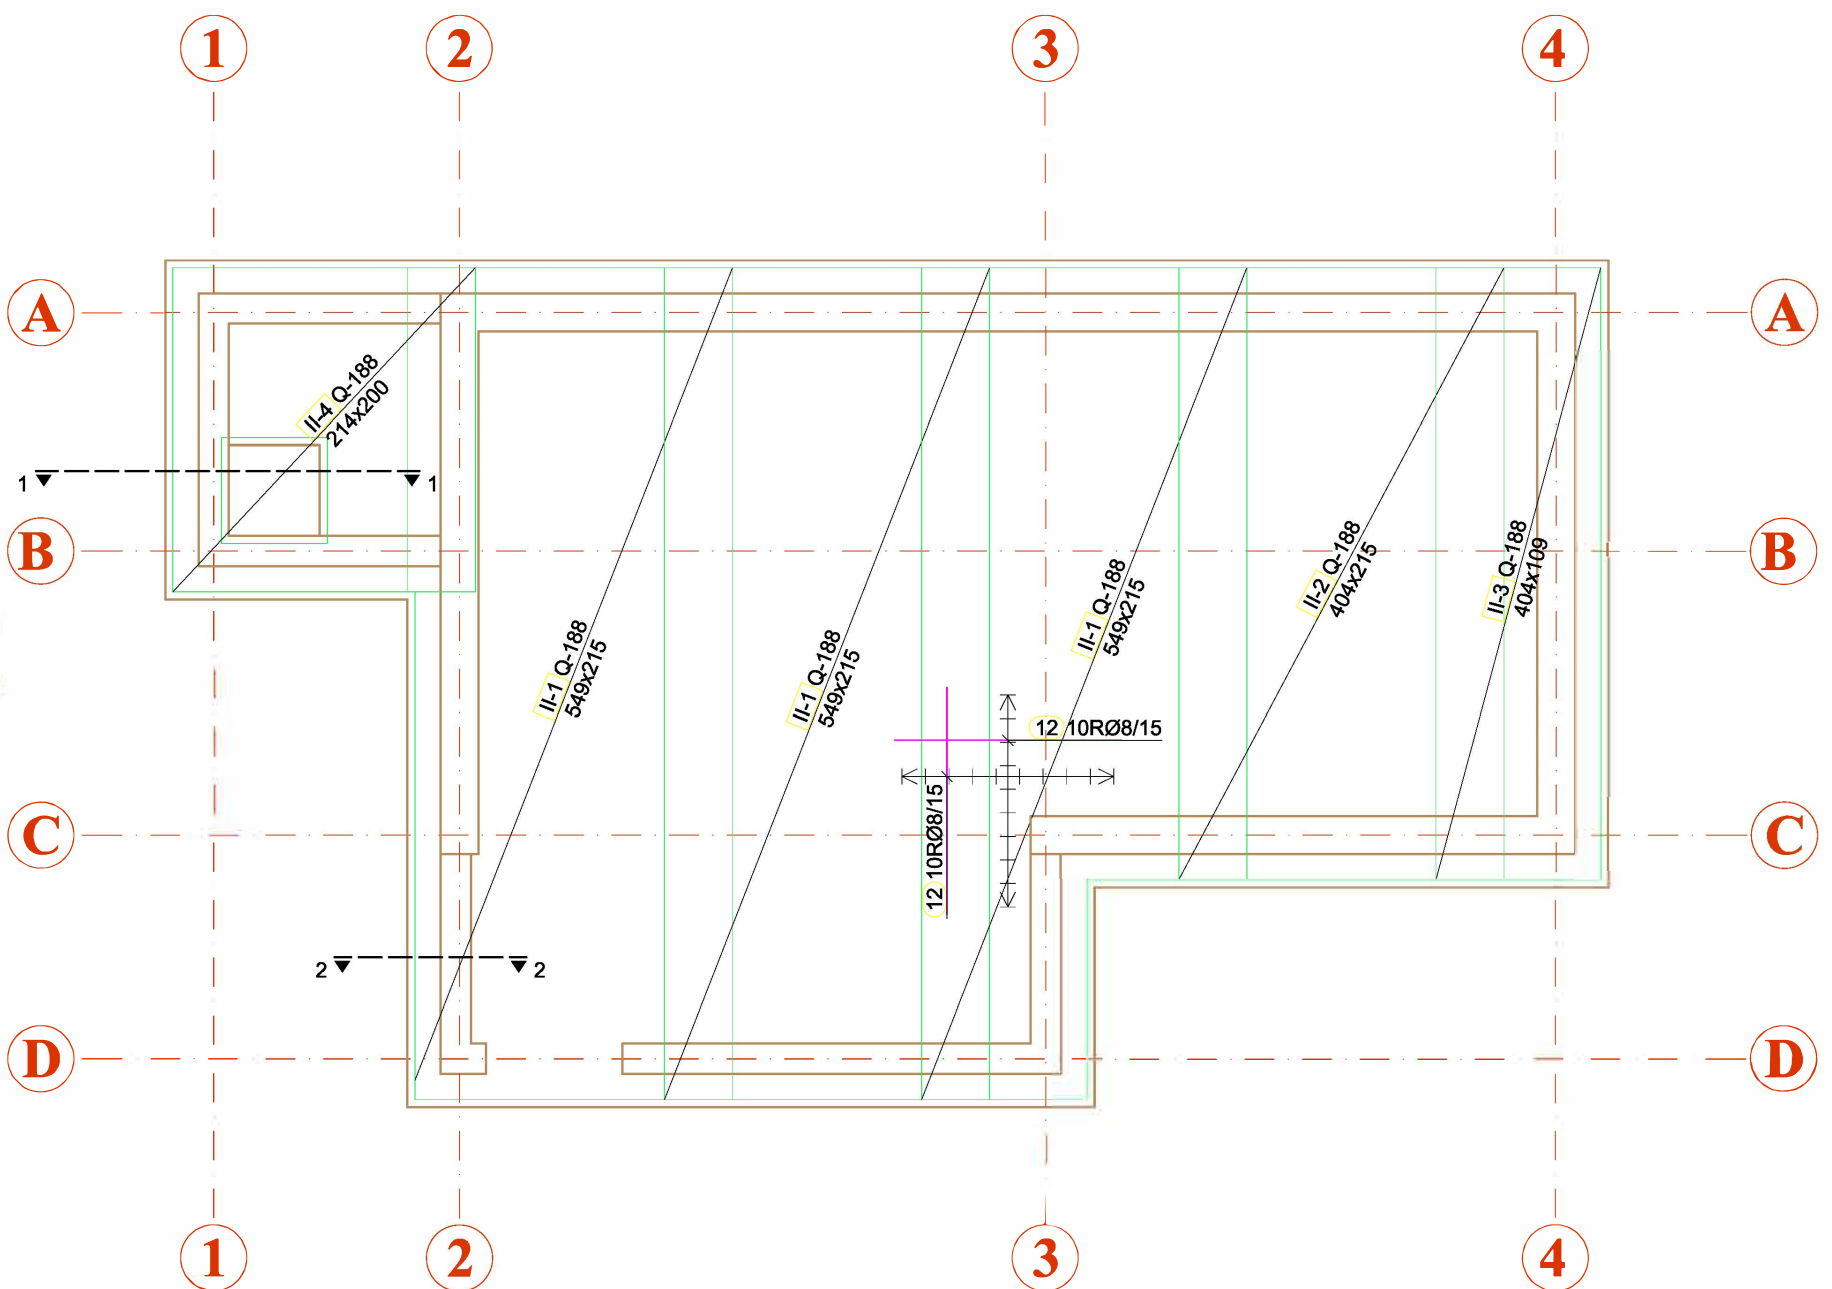 1 2 3 4
A A
II-4 Q-188
214x200
1 1
B B
II-1 Q-188
549x215
II-1 Q-188
549x215
II-1 Q-188
549x215
II-2 Q-188
404x215
II-3 Q-188
404x109
12 10RØ8/15
12 10RØ8/15
C C
2 2
D D
1 2 3 4